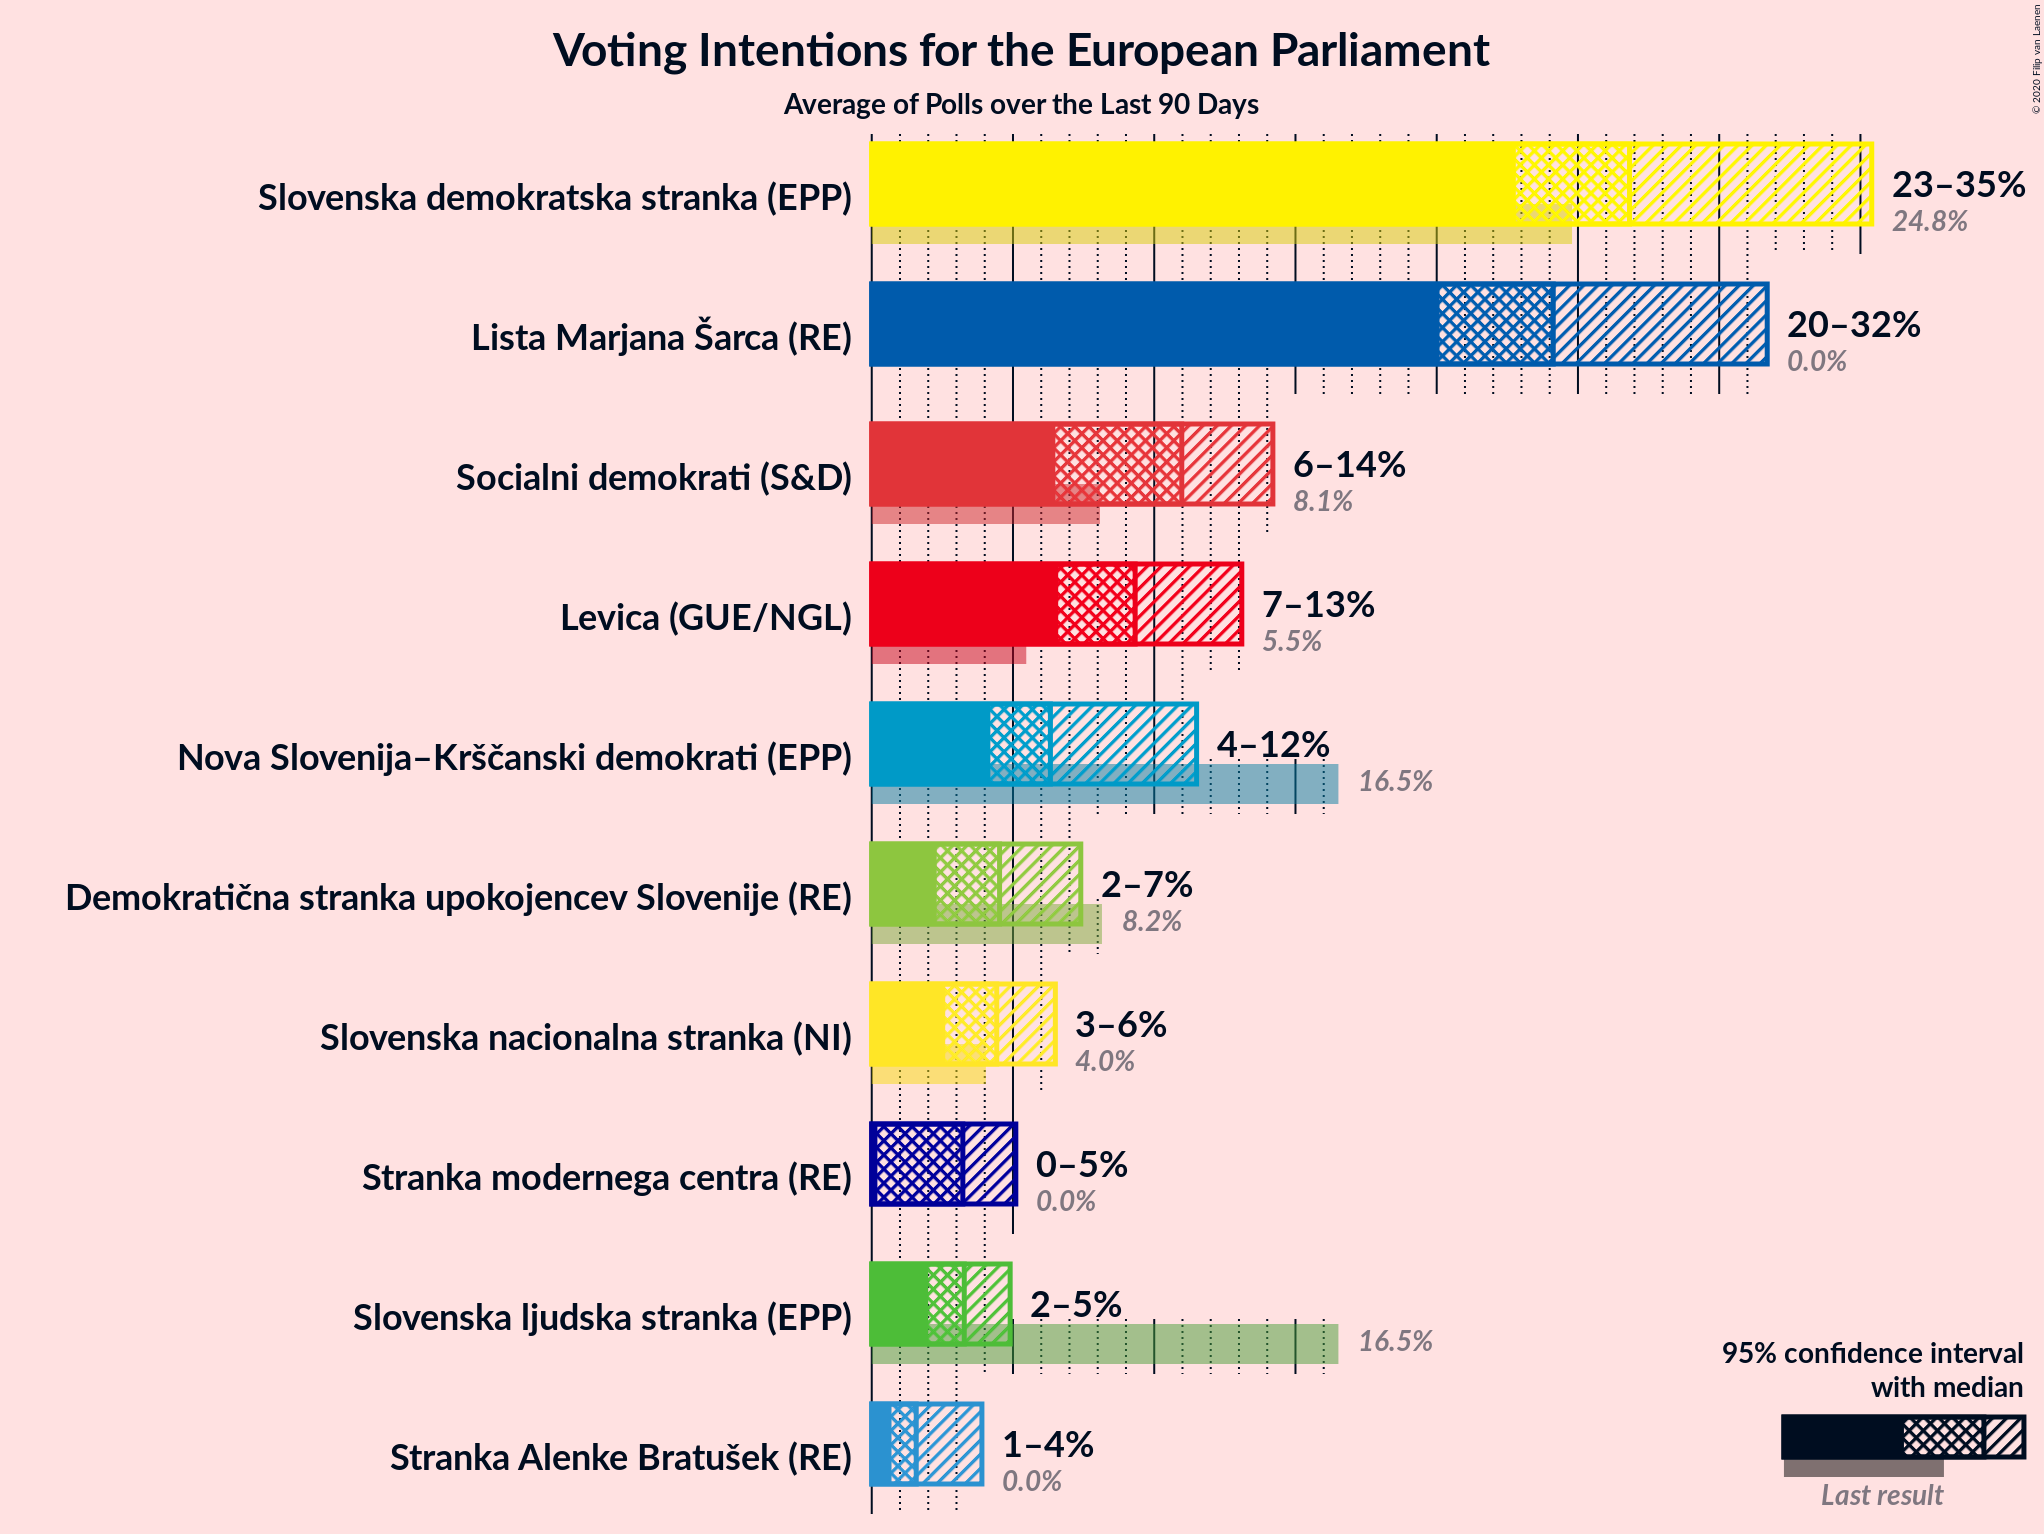 Voting Intentions for the European Parliament
Average of Polls over the Last 90 Days
© 2020 Filip van Laenen
Slovenska demokratska stranka (EPP)
23–35%
24.8%
Lista Marjana Šarca (RE)
20–32%
0.0%
Socialni demokrati (S&D)
6–14%
8.1%
Levica (GUE/NGL)
7–13%
5.5%
Nova Slovenija–Krščanski demokrati (EPP)
4–12%
16.5%
Demokratična stranka upokojencev Slovenije (RE)
2–7%
8.2%
Slovenska nacionalna stranka (NI)
3–6%
4.0%
Stranka modernega centra (RE)
0–5%
0.0%
Slovenska ljudska stranka (EPP)
2–5%
16.5%
Stranka Alenke Bratušek (RE)
1–4%
0.0%
95% confidence interval
with median
Last result